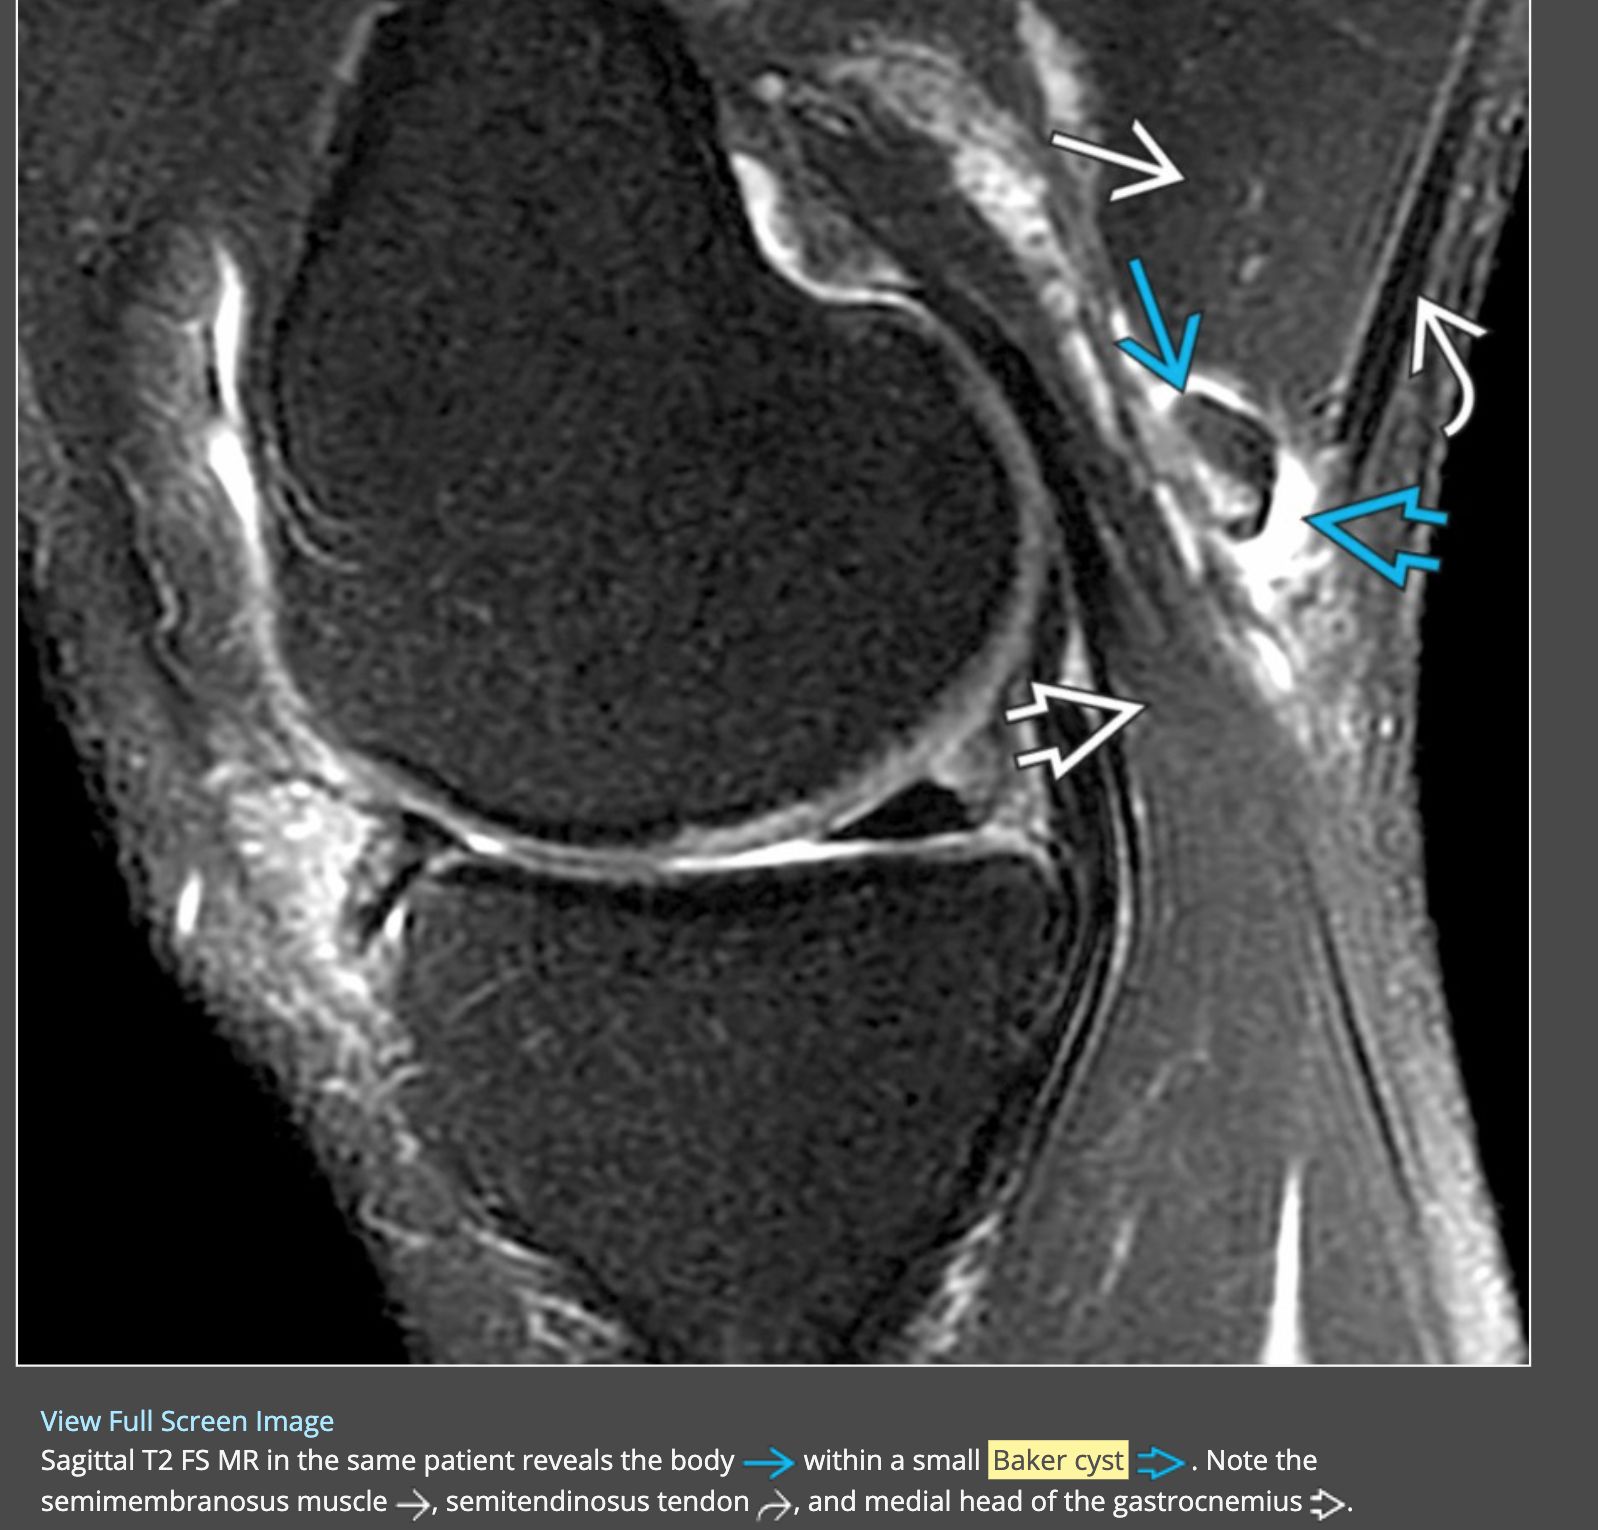 View Full Screen Image
Sagittal T2 FS MR in the same patient reveals the body within a small Baker cyst . Note the
semimembranosus muscle , semitendinosus tendon , and medial head of the gastrocnemius .